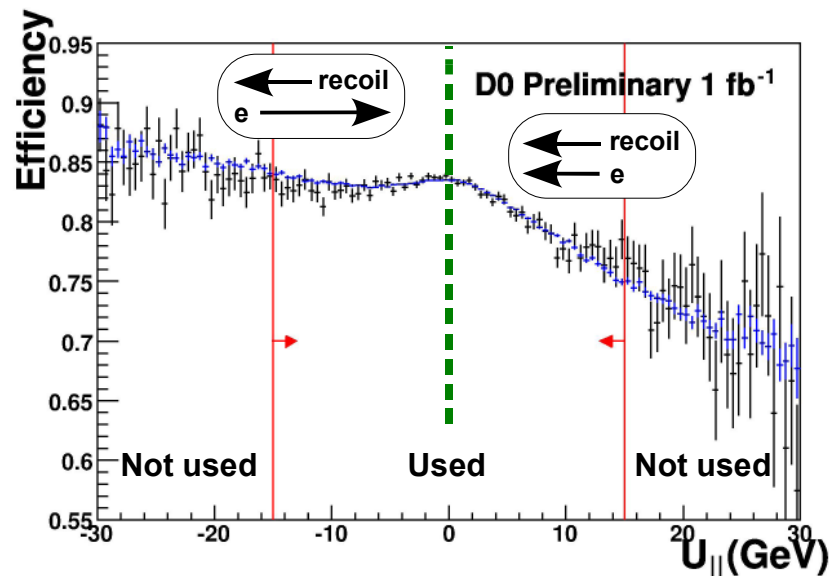 0.95
0.9
0.85
0.8
0.75
0.7
0.65
0.6
0.55
Efficiency
recoil
e
D0 Preliminary 1 fb⁻¹
recoil
e
Not used
Used
Not used
-30 -20 -10 0 10 20 30
U||(GeV)